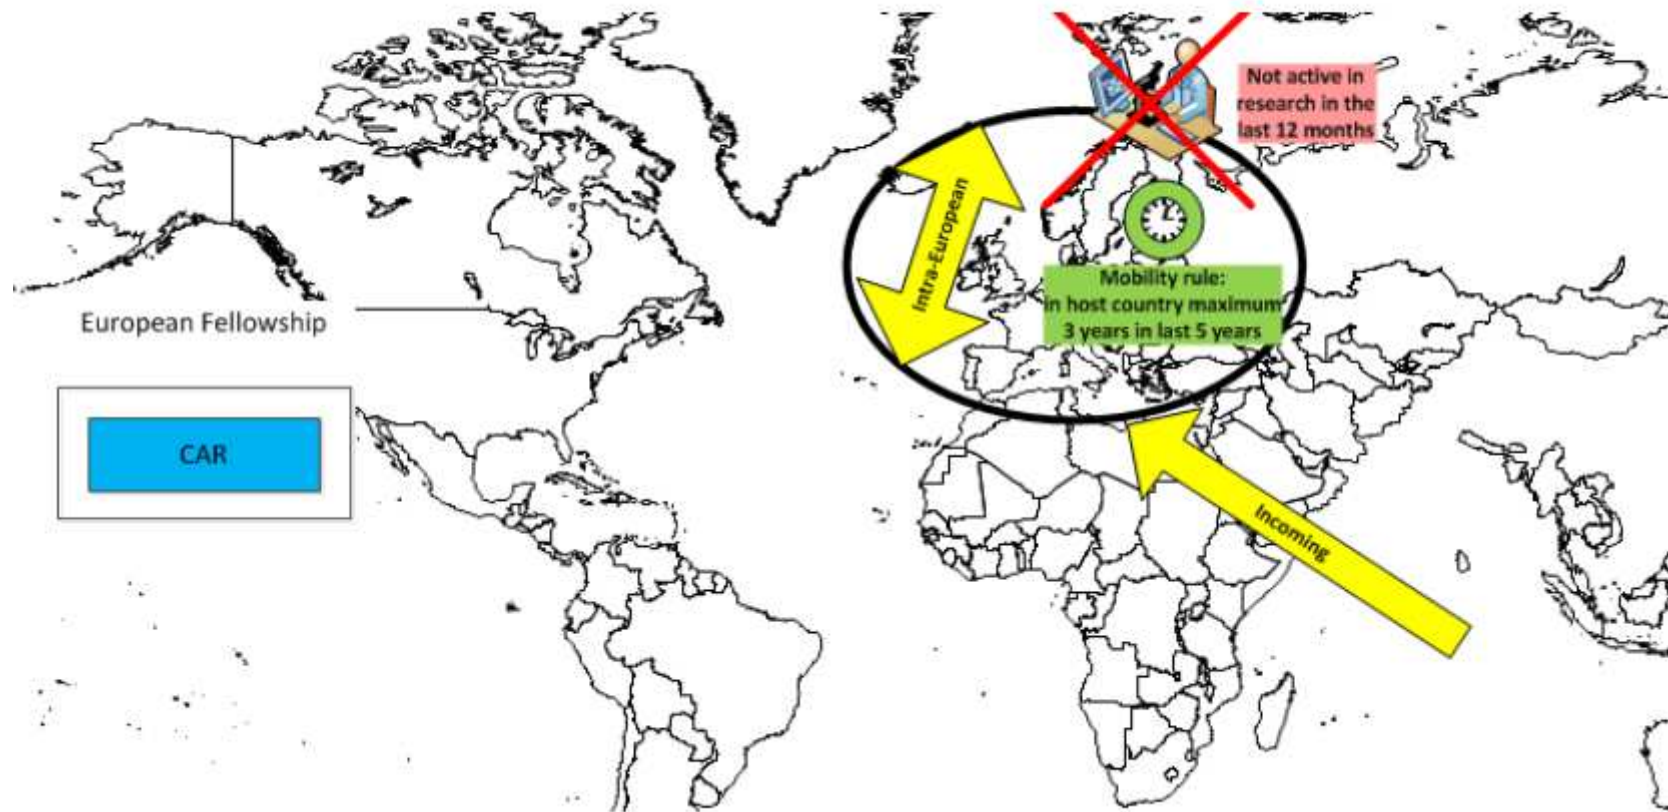 Not active in
research in the
last 12 months
Intra-European
Mobility rule:
in host country maximum
3 years in last 5 years
European Fellowship
CAR
Incoming